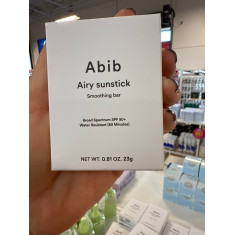 Abib
Airy sunstick
Smoothing bar
Broad Spectrum SPF 50+
Water Resistant (80 Minutes)
NET WT. 0.81 OZ. 23g